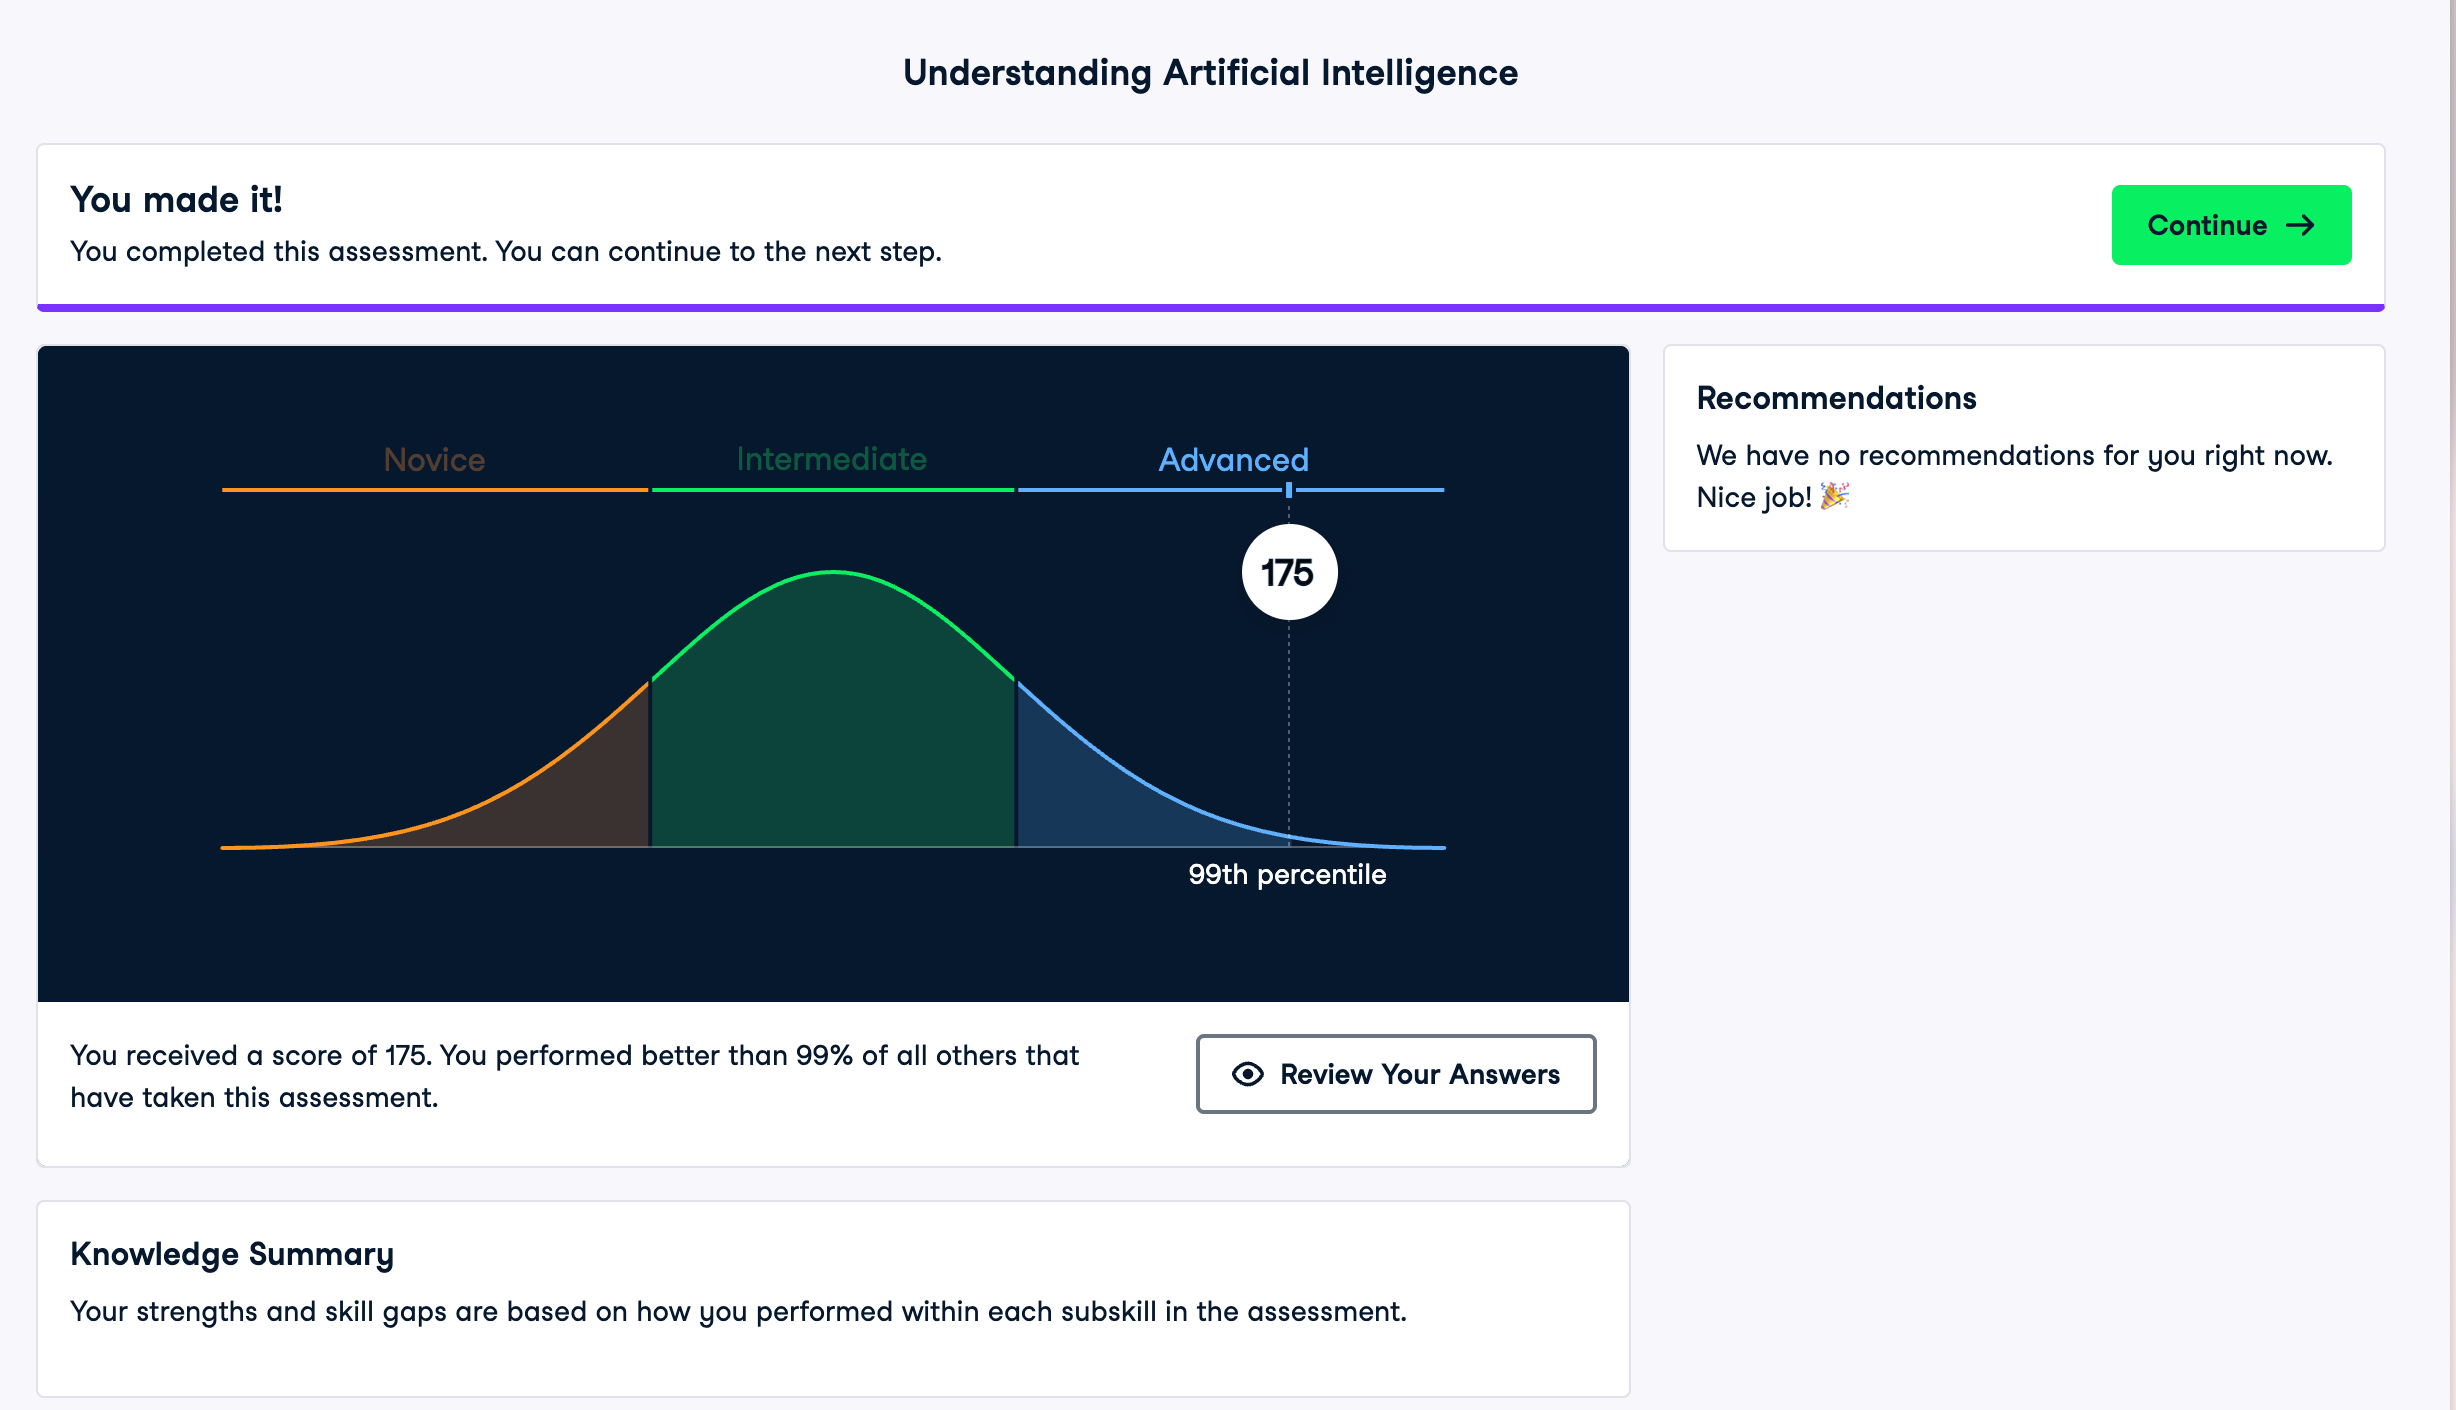 Understanding Artificial Intelligence
You made it!
You completed this assessment. You can continue to the next step.
Continue →
Novice
Intermediate
Advanced
175
99th percentile
You received a score of 175. You performed better than 99% of all others that
have taken this assessment.
Review Your Answers
Recommendations
We have no recommendations for you right now.
Nice job! 🎉
Knowledge Summary
Your strengths and skill gaps are based on how you performed within each subskill in the assessment.